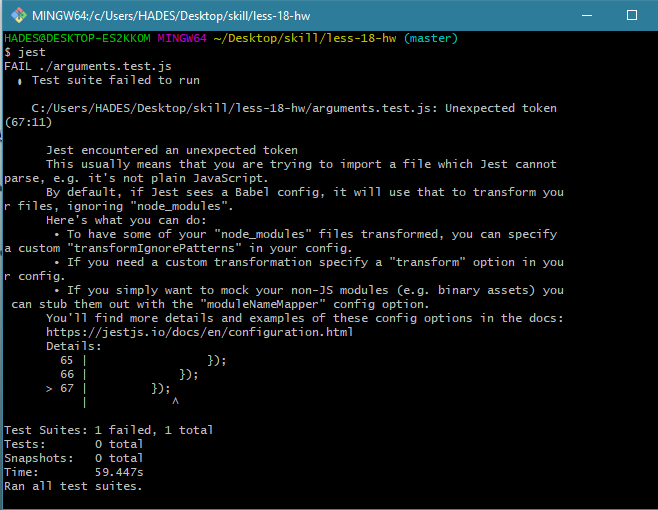 MINGW64:/c/Users/HADES/Desktop/skill/less-18-hw
HADES@DESKTOP-ES2KKOM MINGW64 ~/Desktop/skill/less-18-hw (master)
$ jest
FAIL ./arguments.test.js
● Test suite failed to run
C:/Users/HADES/Desktop/skill/less-18-hw/arguments.test.js: Unexpected token
(67:11)
Jest encountered an unexpected token
This usually means that you are trying to import a file which Jest cannot
parse, e.g. it's not plain JavaScript.
By default, if Jest sees a Babel config, it will use that to transform you
r files, ignoring "node_modules".
Here's what you can do:
• To have some of your "node_modules" files transformed, you can specify
a custom "transformIgnorePatterns" in your config.
• If you need a custom transformation specify a "transform" option in you
r config.
• If you simply want to mock your non-JS modules (e.g. binary assets) you
can stub them out with the "moduleNameMapper" config option.
You'll find more details and examples of these config options in the docs:
https://jestjs.io/docs/en/configuration.html
Details:
65 | });
66 | });
> 67 | });
| ^
Test Suites: 1 failed, 1 total
Tests: 0 total
Snapshots: 0 total
Time: 59.447s
Ran all test suites.